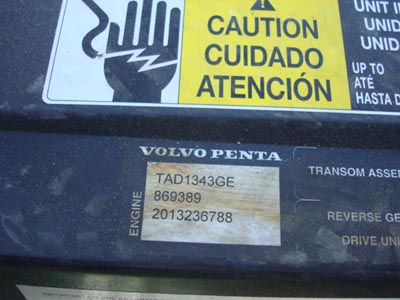 CAUTION
CUIDADO
ATENCIÓN
UNIT I
UNID
UNID
UP TO
ATÉ
HASTA D
VOLVO PENTA
ENGINE
TAD1343GE
869389
2013236788
TRANSOM ASSE
REVERSE GE
DRIVE UNI